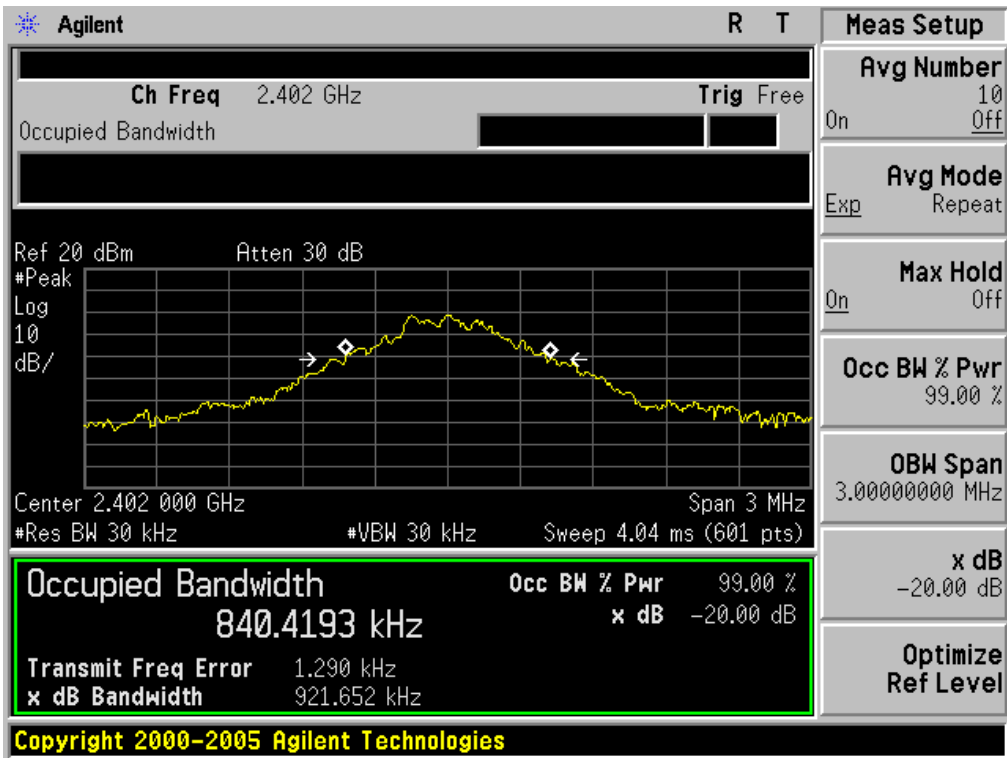 Agilent R T
Ch Freq 2.402 GHz Trig Free
Occupied Bandwidth
Ref 20 dBm Atten 30 dB
#Peak
Log
10
dB/
Center 2.402 000 GHz Span 3 MHz
#Res BW 30 kHz #VBW 30 kHz Sweep 4.04 ms (601 pts)
Occupied Bandwidth Occ BW % Pwr 99.00 %
840.4193 kHz x dB -20.00 dB
Transmit Freq Error 1.290 kHz
x dB Bandwidth 921.652 kHz
Copyright 2000-2005 Agilent Technologies
Meas Setup
Avg Number
10
On Off
Avg Mode
Exp Repeat
Max Hold
On Off
Occ BW % Pwr
99.00 %
OBW Span
3.00000000 MHz
x dB
-20.00 dB
Optimize
Ref Level